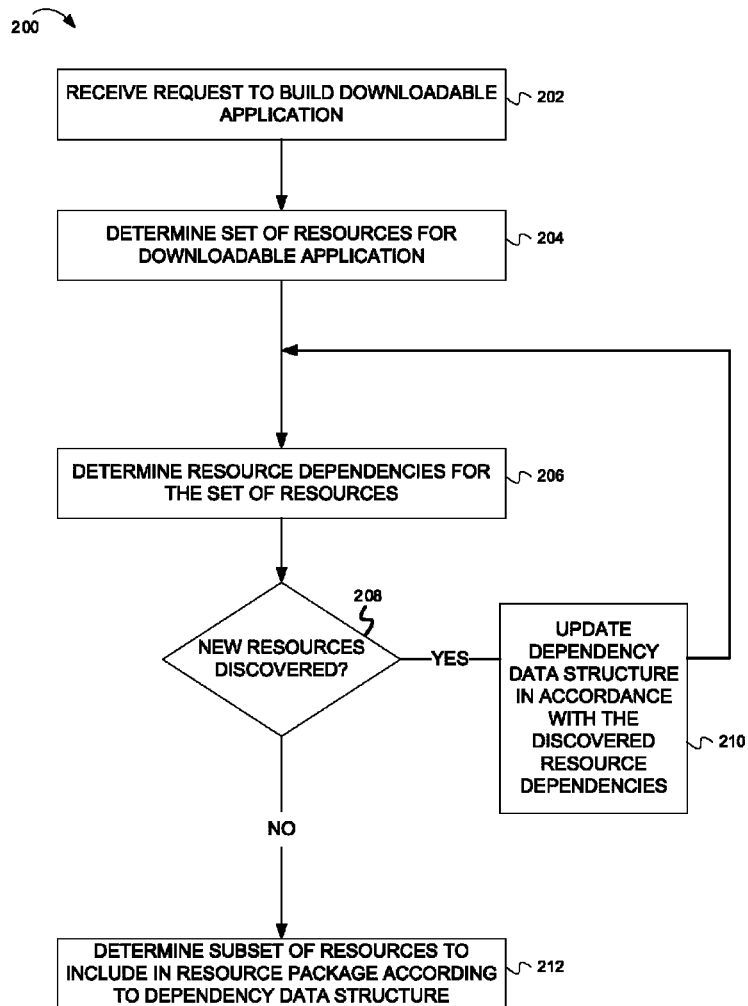 200
RECEIVE REQUEST TO BUILD DOWNLOADABLE
APPLICATION
202
DETERMINE SET OF RESOURCES FOR
DOWNLOADABLE APPLICATION
204
DETERMINE RESOURCE DEPENDENCIES FOR
THE SET OF RESOURCES
206
208
NEW RESOURCES
DISCOVERED?
YES
UPDATE
DEPENDENCY
DATA STRUCTURE
IN ACCORDANCE
WITH THE
DISCOVERED
RESOURCE
DEPENDENCIES
210
NO
DETERMINE SUBSET OF RESOURCES TO
INCLUDE IN RESOURCE PACKAGE ACCORDING
TO DEPENDENCY DATA STRUCTURE
212